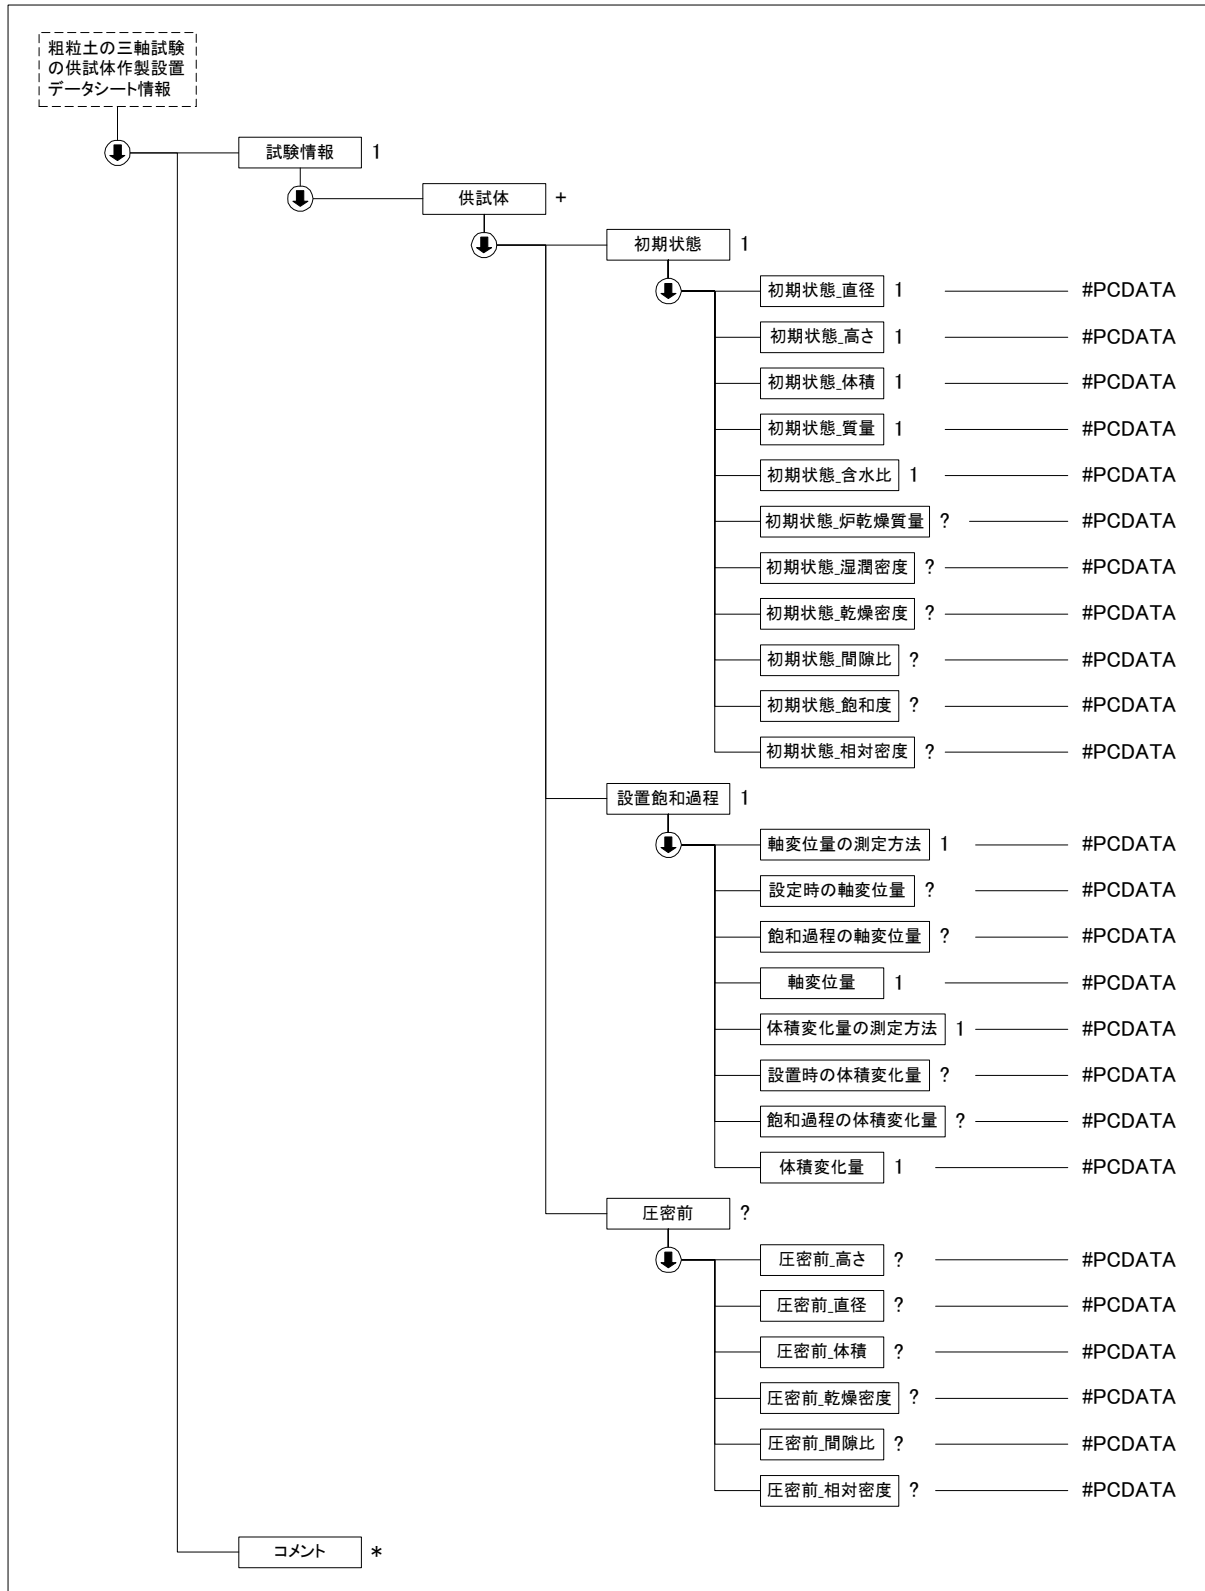 粗粒土の三軸試験
の供試体作製設置
データシート情報
試験情報 1
供試体 +
初期状態 1
初期状態_直径 1 #PCDATA
初期状態_高さ 1 #PCDATA
初期状態_体積 1 #PCDATA
初期状態_質量 1 #PCDATA
初期状態_含水比 1 #PCDATA
初期状態_炉乾燥質量 ? #PCDATA
初期状態_湿潤密度 ? #PCDATA
初期状態_乾燥密度 ? #PCDATA
初期状態_間隙比 ? #PCDATA
初期状態_飽和度 ? #PCDATA
初期状態_相対密度 ? #PCDATA
設置飽和過程 1
軸変位量の測定方法 1 #PCDATA
設定時の軸変位量 ? #PCDATA
飽和過程の軸変位量 ? #PCDATA
軸変位量 1 #PCDATA
体積変化量の測定方法 1 #PCDATA
設置時の体積変化量 ? #PCDATA
飽和過程の体積変化量 ? #PCDATA
体積変化量 1 #PCDATA
圧密前 ?
圧密前_高さ ? #PCDATA
圧密前_直径 ? #PCDATA
圧密前_体積 ? #PCDATA
圧密前_乾燥密度 ? #PCDATA
圧密前_間隙比 ? #PCDATA
圧密前_相対密度 ? #PCDATA
コメント *